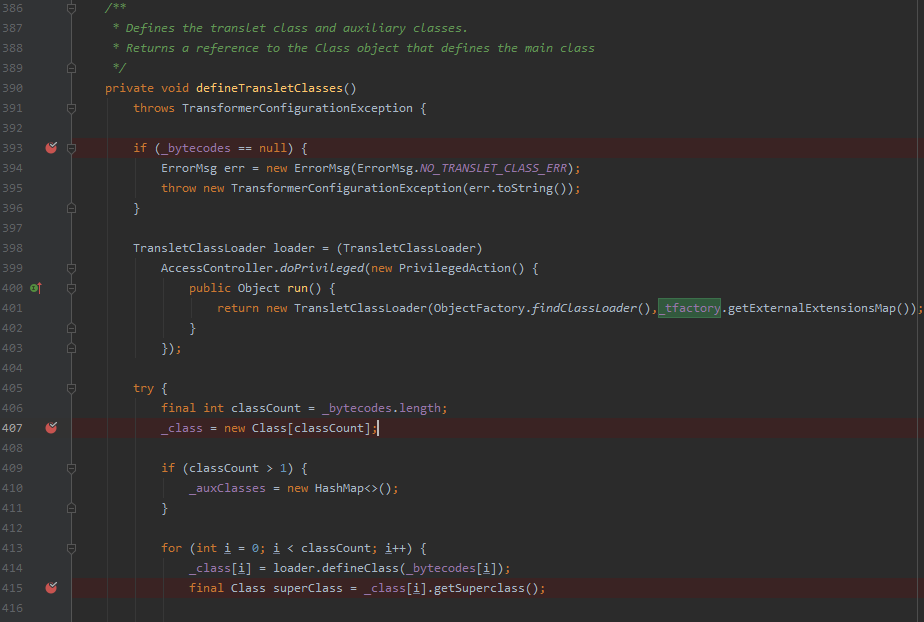 386 /**
387  * Defines the translet class and auxiliary classes.
388  * Returns a reference to the Class object that defines the main class
389  */
390 private void defineTransletClasses()
391     throws TransformerConfigurationException {
392
393     if (_bytecodes == null) {
394         ErrorMsg err = new ErrorMsg(ErrorMsg.NO_TRANSLET_CLASS_ERR);
395         throw new TransformerConfigurationException(err.toString());
396     }
397
398     TransletClassLoader loader = (TransletClassLoader)
399         AccessController.doPrivileged(new PrivilegedAction() {
400             public Object run() {
401                 return new TransletClassLoader(ObjectFactory.findClassLoader(),_tfactory.getExternalExtensionsMap());
402             }
403         });
404
405     try {
406         final int classCount = _bytecodes.length;
407         _class = new Class[classCount];
408
409         if (classCount > 1) {
410             _auxClasses = new HashMap<>();
411         }
412
413         for (int i = 0; i < classCount; i++) {
414             _class[i] = loader.defineClass(_bytecodes[i]);
415             final Class superClass = _class[i].getSuperclass();
416